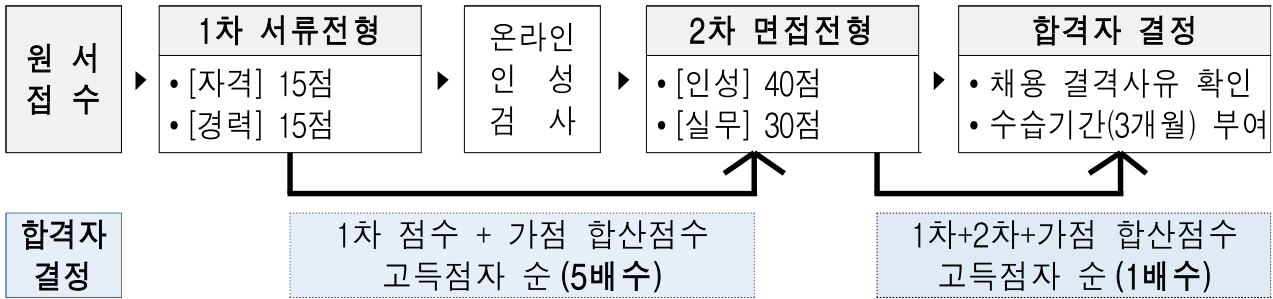 원 서
접 수
1차 서류전형
• [자격] 15점
• [경력] 15점
온라인
인 성
검 사
2차 면접전형
• [인성] 40점
• [실무] 30점
합격자 결정
• 채용 결격사유 확인
• 수습기간(3개월) 부여
합격자
결정
1차 점수 + 가점 합산점수
고득점자 순 (5배수)
1차+2차+가점 합산점수
고득점자 순 (1배수)